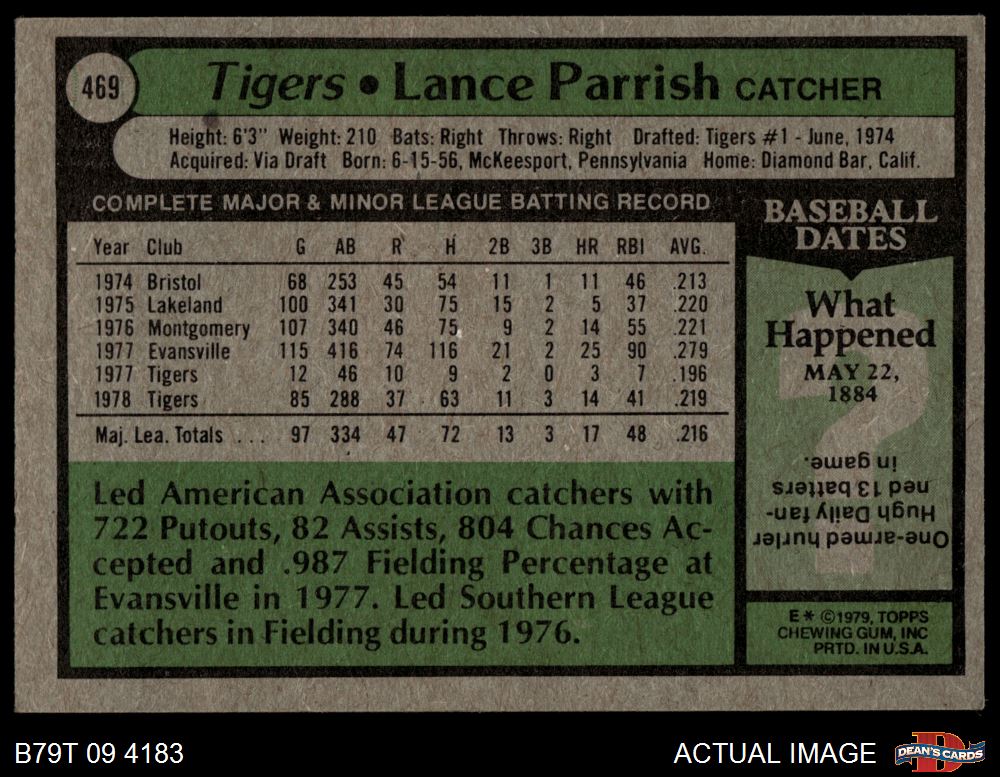 469
Tigers • Lance Parrish CATCHER
Height: 6'3" Weight: 210 Bats: Right Throws: Right Drafted: Tigers #1 - June, 1974
Acquired: Via Draft Born: 6-15-56, McKeesport, Pennsylvania Home: Diamond Bar, Calif.
COMPLETE MAJOR & MINOR LEAGUE BATTING RECORD
Year Club G AB R H 2B 3B HR RBI AVG.
1974 Bristol 68 253 45 54 11 1 11 46 .213
1975 Lakeland 100 341 30 75 15 2 5 37 .220
1976 Montgomery 107 340 46 75 9 2 14 55 .221
1977 Evansville 115 416 74 116 21 2 25 90 .279
1977 Tigers 12 46 10 9 2 0 3 7 .196
1978 Tigers 85 288 37 63 11 3 14 41 .219
Maj. Lea. Totals . . . 97 334 47 72 13 3 17 48 .216
Led American Association catchers with
722 Putouts, 82 Assists, 804 Chances Ac-
cepted and .987 Fielding Percentage at
Evansville in 1977. Led Southern League
catchers in Fielding during 1976.
BASEBALL
DATES
What
Happened
MAY 22,
1884
One-armed hurler
Hugh Daily fan-
ned 13 batters
in game.
E * ©1979, TOPPS
CHEWING GUM, INC
PRTD. IN U.S.A.
B79T 09 4183
ACTUAL IMAGE
D
DEAN'S CARDS